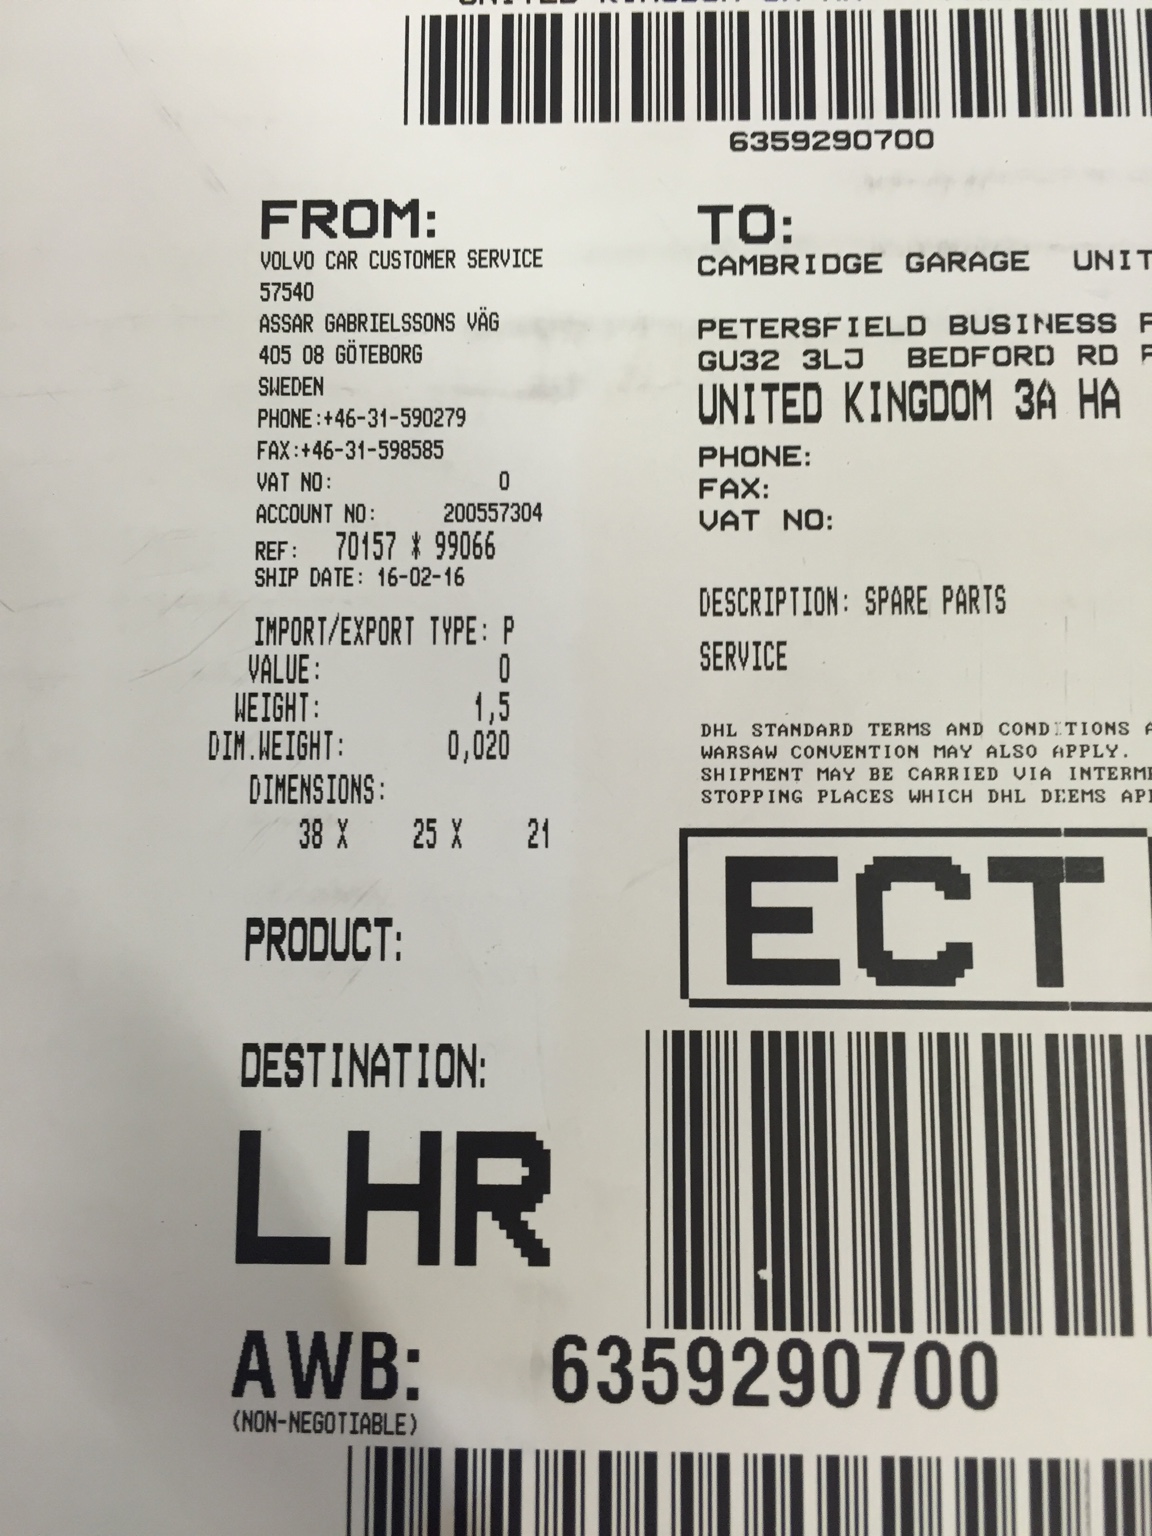 6359290700
FROM:
VOLVO CAR CUSTOMER SERVICE
57540
ASSAR GABRIELSSONS VÄG
405 08 GÖTEBORG
SWEDEN
PHONE:+46-31-590279
FAX:+46-31-598585
VAT NO: 0
ACCOUNT NO: 200557304
REF: 70157 * 99066
SHIP DATE: 16-02-16
IMPORT/EXPORT TYPE: P
VALUE: 0
WEIGHT: 1,5
DIM.WEIGHT: 0,020
DIMENSIONS:
38 X 25 X 21
PRODUCT:
DESTINATION:
LHR
TO:
CAMBRIDGE GARAGE UNIT
PETERSFIELD BUSINESS
GU32 3LJ BEDFORD RD
UNITED KINGDOM 3A HA
PHONE:
FAX:
VAT NO:
DESCRIPTION: SPARE PARTS
SERVICE
DHL STANDARD TERMS AND CONDITIONS
WARSAW CONVENTION MAY ALSO APPLY.
SHIPMENT MAY BE CARRIED VIA
STOPPING PLACES WHICH DHL DEEMS
ECT
AWB: 6359290700
(NON-NEGOTIABLE)